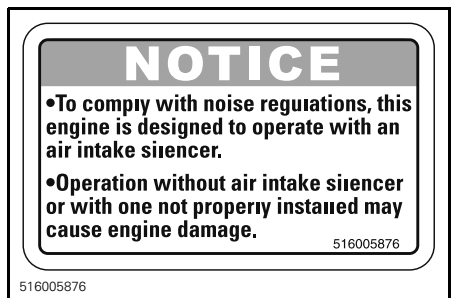 NOTICE
•To comply with noise regulations, this
engine is designed to operate with an
air intake silencer.
•Operation without air intake silencer
or with one not properly installed may
cause engine damage.
516005876
516005876